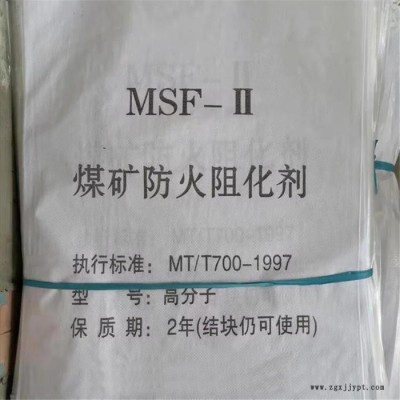 MSF-Ⅱ
煤矿防火阻化剂
执行标准：MT/T700-1997
型 号：高分子
保 质 期：2年(结块仍可使用)
www.zgxjjypt.com